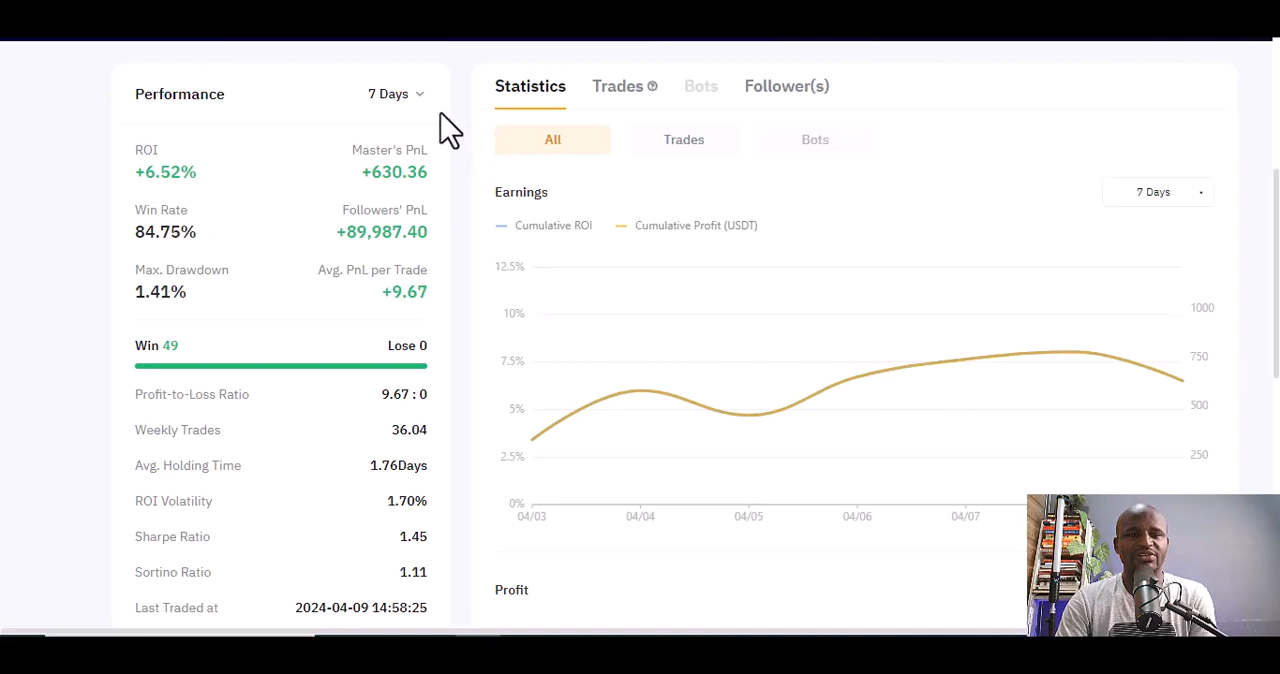 Performance
7 Days
ROI
Master's PnL
+6.52%
+630.36
Win Rate
Followers' PnL
84.75%
+89,987.40
Max. Drawdown
Avg. PnL per Trade
1.41%
+9.67
Win 49
Lose 0
Profit-to-Loss Ratio
9.67 : 0
Weekly Trades
36.04
Avg. Holding Time
1.76Days
ROI Volatility
1.70%
Sharpe Ratio
1.45
Sortino Ratio
1.11
Last Traded at
2024-04-09 14:58:25
Statistics
Trades
Bots
Follower(s)
All
Trades
Bots
Earnings
7 Days
Cumulative ROI
Cumulative Profit (USDT)
12.5%
10%
1000
7.5%
750
5%
500
2.5%
250
0%
04/03
04/04
04/05
04/06
04/07
Profit